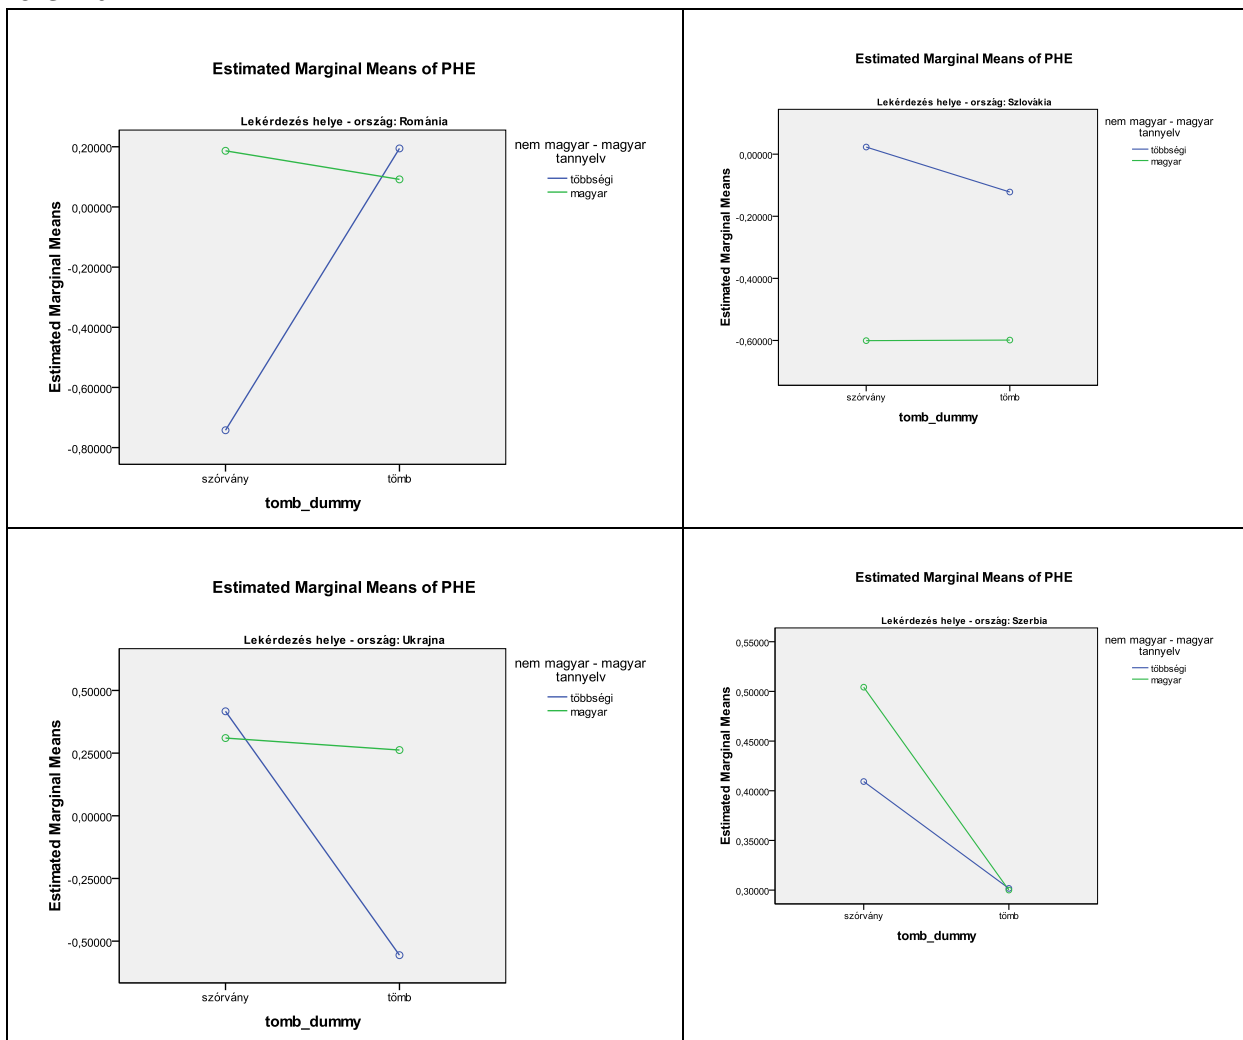 Estimated Marginal Means of PHE
Lekérdezés helye - ország: Románia
nem magyar - magyar
tannyelv
többségi
magyar
Estimated Marginal Means
0,20000
0,00000
-0,20000
-0,40000
-0,60000
-0,80000
szórvány
tömb
tomb_dummy
Estimated Marginal Means of PHE
Lekérdezés helye - ország: Szlovákia
nem magyar - magyar
tannyelv
többségi
magyar
Estimated Marginal Means
0,00000
-0,20000
-0,40000
-0,60000
szórvány
tömb
tomb_dummy
Estimated Marginal Means of PHE
Lekérdezés helye - ország: Ukrajna
nem magyar - magyar
tannyelv
többségi
magyar
Estimated Marginal Means
0,50000
0,25000
0,00000
-0,25000
-0,50000
szórvány
tömb
tomb_dummy
Estimated Marginal Means of PHE
Lekérdezés helye - ország: Szerbia
nem magyar - magyar
tannyelv
többségi
magyar
Estimated Marginal Means
0,55000
0,50000
0,45000
0,40000
0,35000
0,30000
szórvány
tömb
tomb_dummy